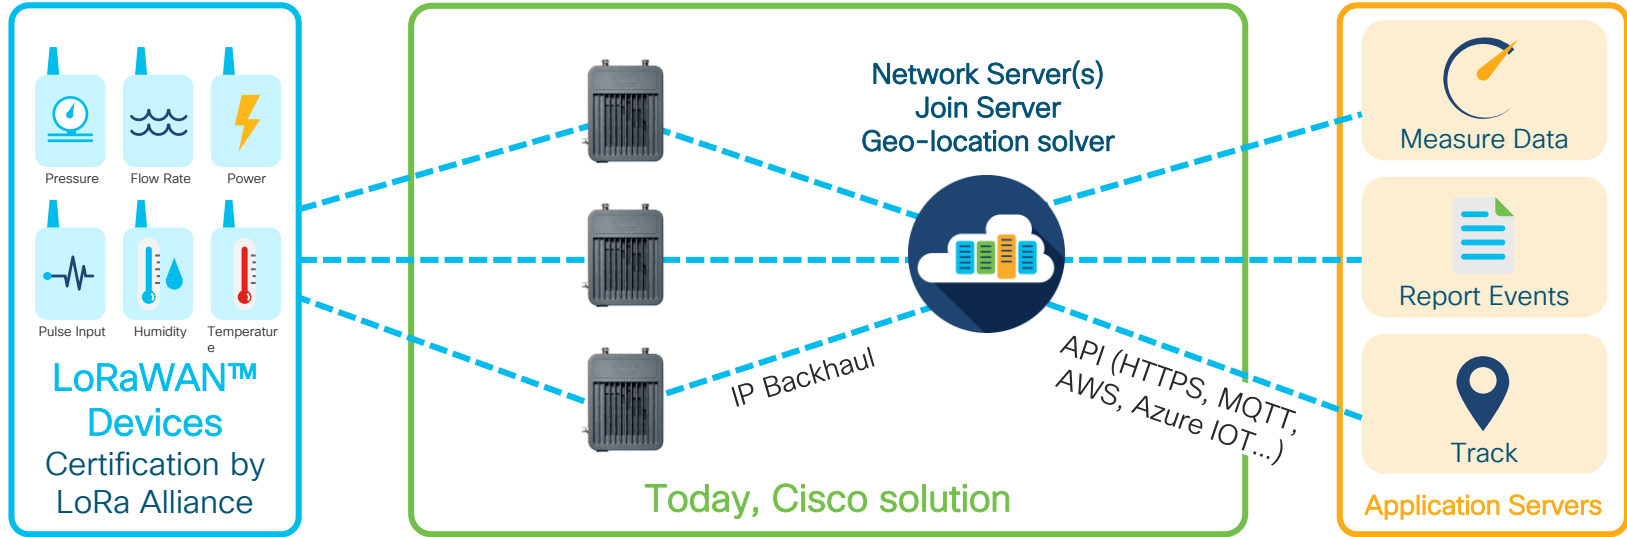 Pressure
Flow Rate
Power
Pulse Input
Humidity
Temperatur
e
LoRaWAN™
Devices
Certification by
LoRa Alliance
Network Server(s)
Join Server
Geo-location solver
IP Backhaul
API (HTTPS, MQTT,
AWS, Azure IOT...)
Today, Cisco solution
Measure Data
Report Events
Track
Application Servers